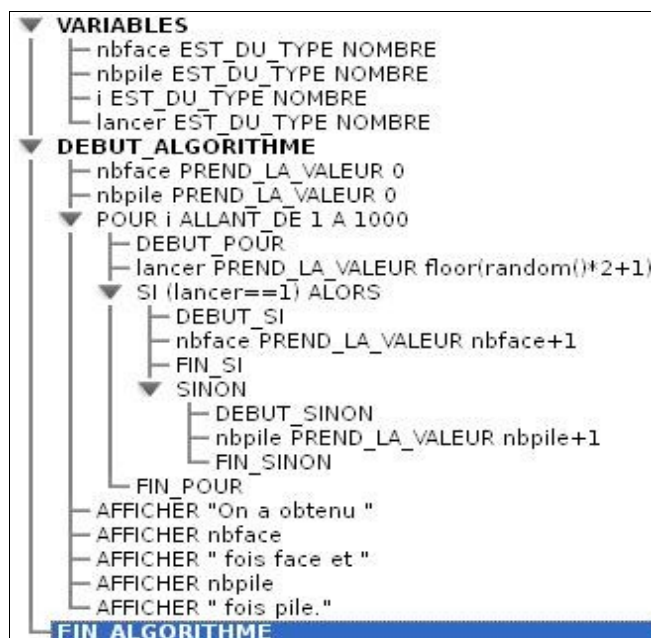 VARIABLES
nbface EST_DU_TYPE NOMBRE
nbpile EST_DU_TYPE NOMBRE
i EST_DU_TYPE NOMBRE
lancer EST_DU_TYPE NOMBRE
DEBUT_ALGORITHME
nbface PREND_LA_VALEUR 0
nbpile PREND_LA_VALEUR 0
POUR i ALLANT_DE 1 A 1000
DEBUT_POUR
lancer PREND_LA_VALEUR floor(random()*2+1)
SI (lancer==1) ALORS
DEBUT_SI
nbface PREND_LA_VALEUR nbface+1
FIN_SI
SINON
DEBUT_SINON
nbpile PREND_LA_VALEUR nbpile+1
FIN_SINON
FIN_POUR
AFFICHER "On a obtenu "
AFFICHER nbface
AFFICHER " fois face et "
AFFICHER nbpile
AFFICHER " fois pile."
FIN_ALGORITHME